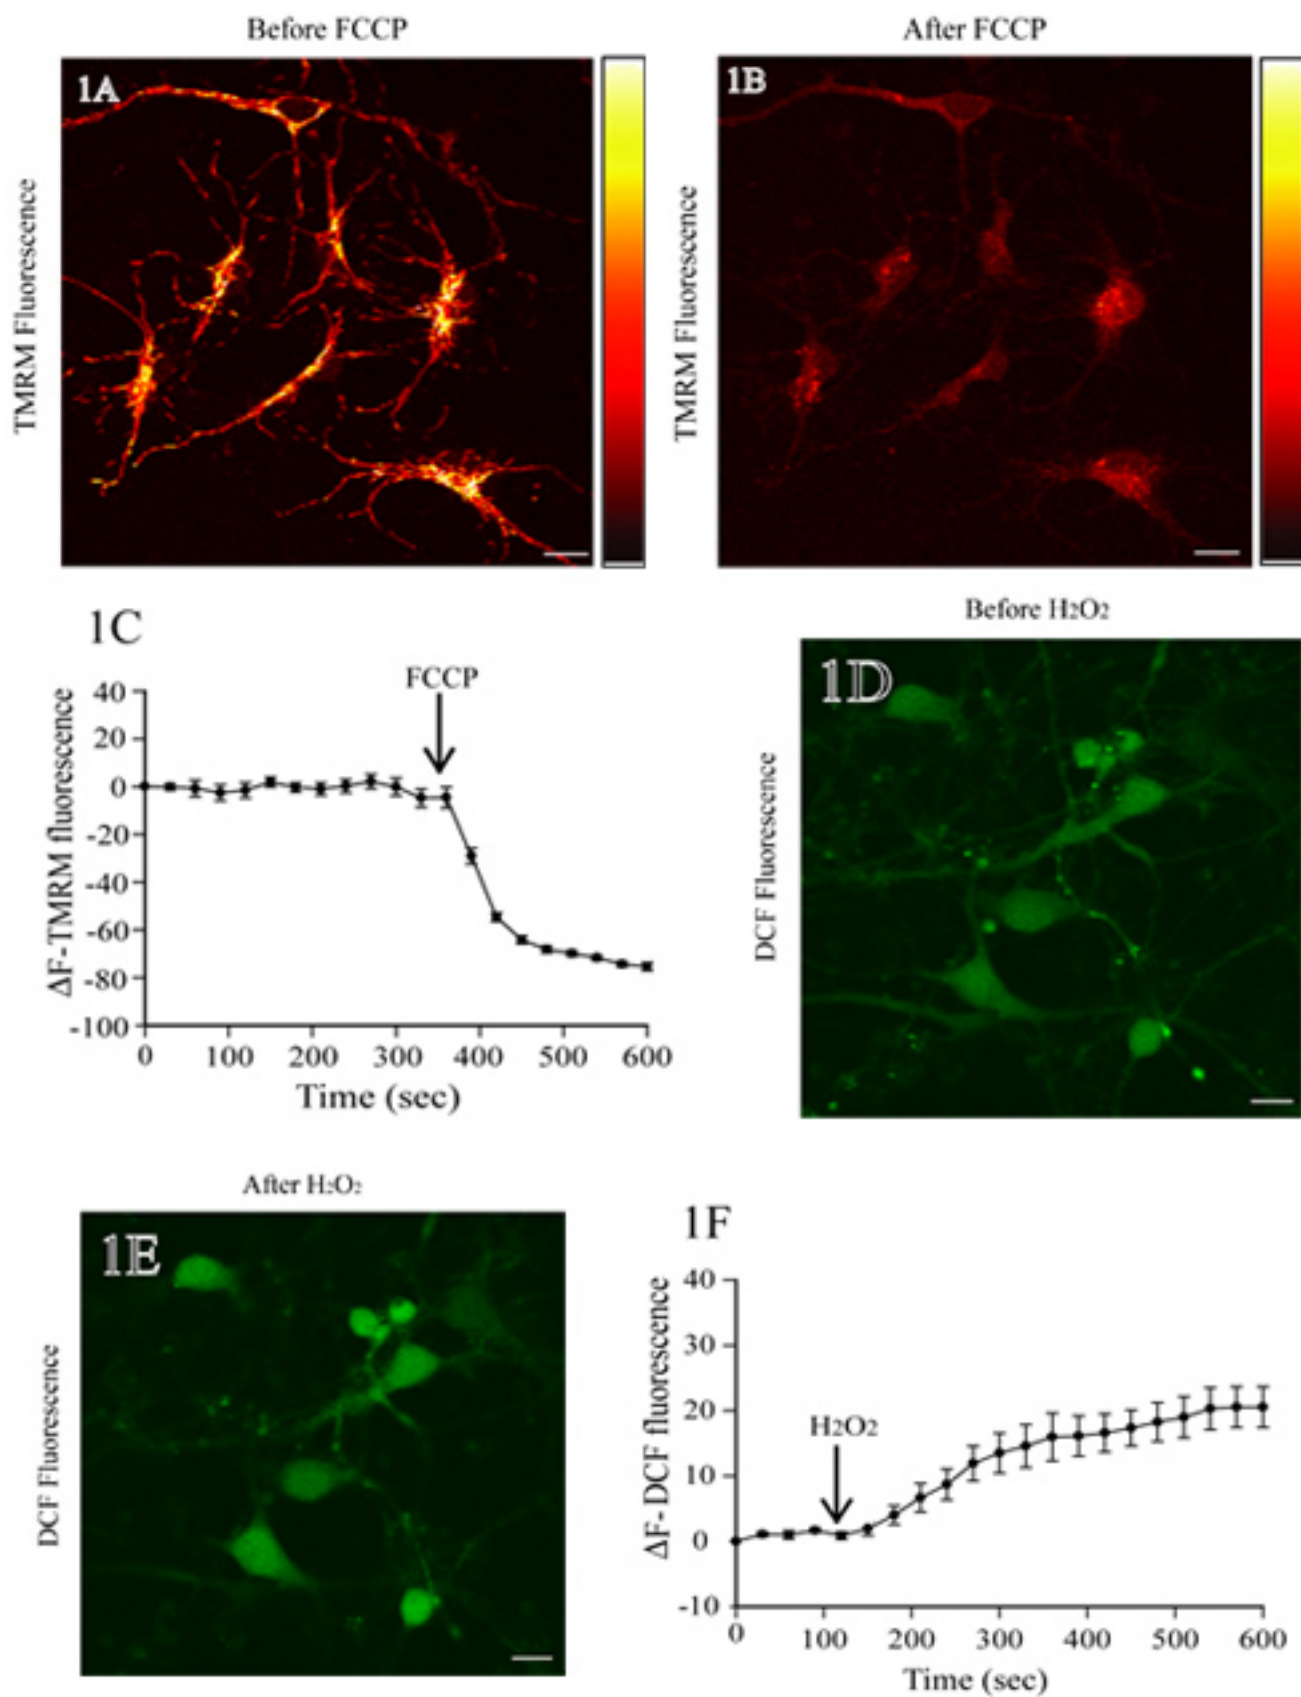 Before FCCP
After FCCP
1A
1B
TMRM Fluorescence
TMRM Fluorescence
1C
FCCP
40
20
0
-20
-40
-60
-80
-100
ΔF-TMRM fluorescence
0 100 200 300 400 500 600
Time (sec)
Before H2O2
1D
DCF Fluorescence
After H2O2
1E
DCF Fluorescence
1F
H2O2
40
30
20
10
0
-10
ΔF- DCF fluorescence
0 100 200 300 400 500 600
Time (sec)